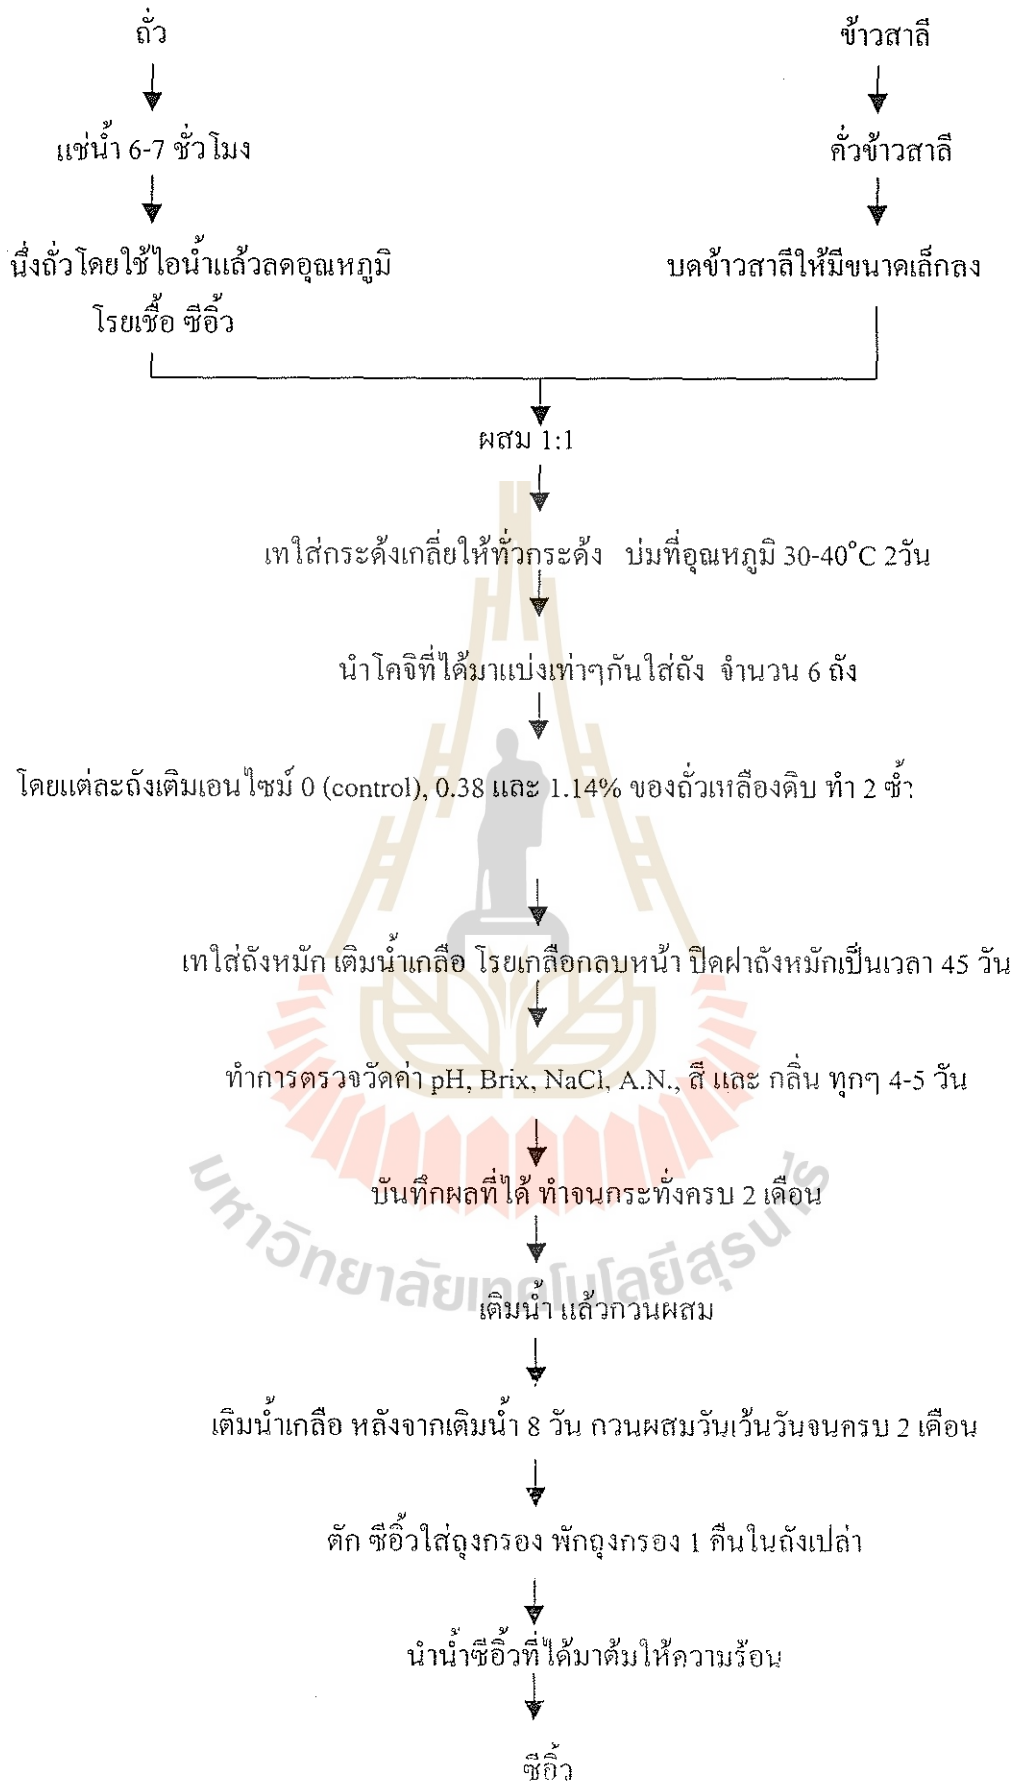 ถั่ว
ข้าวสาลี
แช่น้ำ 6-7 ชั่วโมง
คั่วข้าวสาลี
นึ่งถั่วโดยใช้ไอน้ำแล้วลดอุณหภูมิ
บดข้าวสาลีให้มีขนาดเล็กลง
โรยเชื้อ ซีอิ้ว
ผสม 1:1
เทใส่กระด้งเกลี่ยให้ทั่วกระด้ง บ่มที่อุณหภูมิ 30-40°C 2วัน
นำโคจิที่ได้มาแบ่งเท่าๆกันใส่ถัง จำนวน 6 ถัง
โดยแต่ละถังเติมเอนไซม์ 0 (control), 0.38 และ 1.14% ของถั่วเหลืองดิบ ทำ 2 ซ้ำ
เทใส่ถังหมัก เติมน้ำเกลือ โรยเกลือกลบหน้า ปิดฝาถังหมักเป็นเวลา 45 วัน
ทำการตรวจวัดค่า pH, Brix, NaCl, A.N., สี และ กลิ่น ทุกๆ 4-5 วัน
บันทึกผลที่ได้ ทำจนกระทั่งครบ 2 เดือน
มหาวิทยาลัยเทคโนโลยีสุรนารี
เติมน้ำ แล้วกวนผสม
เติมน้ำเกลือ หลังจากเติมน้ำ 8 วัน กวนผสมวันเว้นวันจนครบ 2 เดือน
ตัก ซีอิ้วใส่ถุงกรอง พักถุงกรอง 1 คืนในถังเปล่า
นำน้ำซีอิ้วที่ได้มาต้มให้ความร้อน
ซีอิ้ว